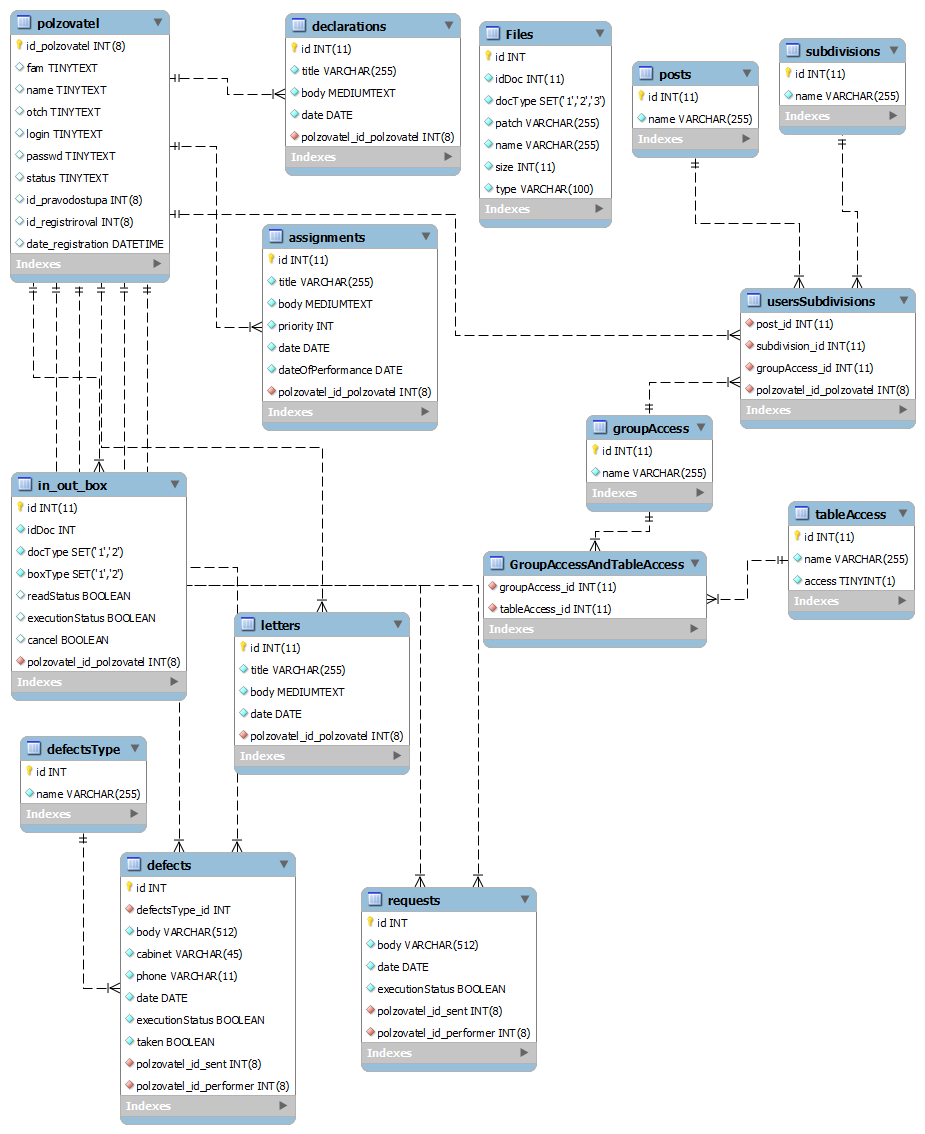 polzovatel
id_polzovatel INT(8)
fam TINYTEXT
name TINYTEXT
otch TINYTEXT
login TINYTEXT
passwd TINYTEXT
status TINYTEXT
id_pravodostupa INT(8)
id_registriroval INT(8)
date_registration DATETIME
Indexes
declarations
id INT(11)
title VARCHAR(255)
body MEDIUMTEXT
date DATE
polzovatel_id_polzovatel INT(8)
Indexes
Files
id INT
idDoc INT(11)
docType SET('1','2','3')
patch VARCHAR(255)
name VARCHAR(255)
size INT(11)
type VARCHAR(100)
Indexes
posts
id INT(11)
name VARCHAR(255)
Indexes
subdivisions
id INT(11)
name VARCHAR(255)
Indexes
assignments
id INT(11)
title VARCHAR(255)
body MEDIUMTEXT
priority INT
date DATE
dateOfPerformance DATE
polzovatel_id_polzovatel INT(8)
Indexes
usersSubdivisions
post_id INT(11)
subdivision_id INT(11)
groupAccess_id INT(11)
polzovatel_id_polzovatel INT(8)
Indexes
groupAccess
id INT(11)
name VARCHAR(255)
Indexes
in_out_box
id INT(11)
idDoc INT
docType SET('1','2')
boxType SET('1','2')
readStatus BOOLEAN
executionStatus BOOLEAN
cancel BOOLEAN
polzovatel_id_polzovatel INT(8)
Indexes
tableAccess
id INT(11)
name VARCHAR(255)
access TINYINT(1)
Indexes
GroupAccessAndTableAccess
groupAccess_id INT(11)
tableAccess_id INT(11)
Indexes
letters
id INT(11)
title VARCHAR(255)
body MEDIUMTEXT
date DATE
polzovatel_id_polzovatel INT(8)
Indexes
defectsType
id INT
name VARCHAR(255)
Indexes
defects
id INT
defectsType_id INT
body VARCHAR(512)
cabinet VARCHAR(45)
phone VARCHAR(11)
date DATE
executionStatus BOOLEAN
taken BOOLEAN
polzovatel_id_sent INT(8)
polzovatel_id_performer INT(8)
Indexes
requests
id INT
body VARCHAR(512)
date DATE
executionStatus BOOLEAN
polzovatel_id_sent INT(8)
polzovatel_id_performer INT(8)
Indexes